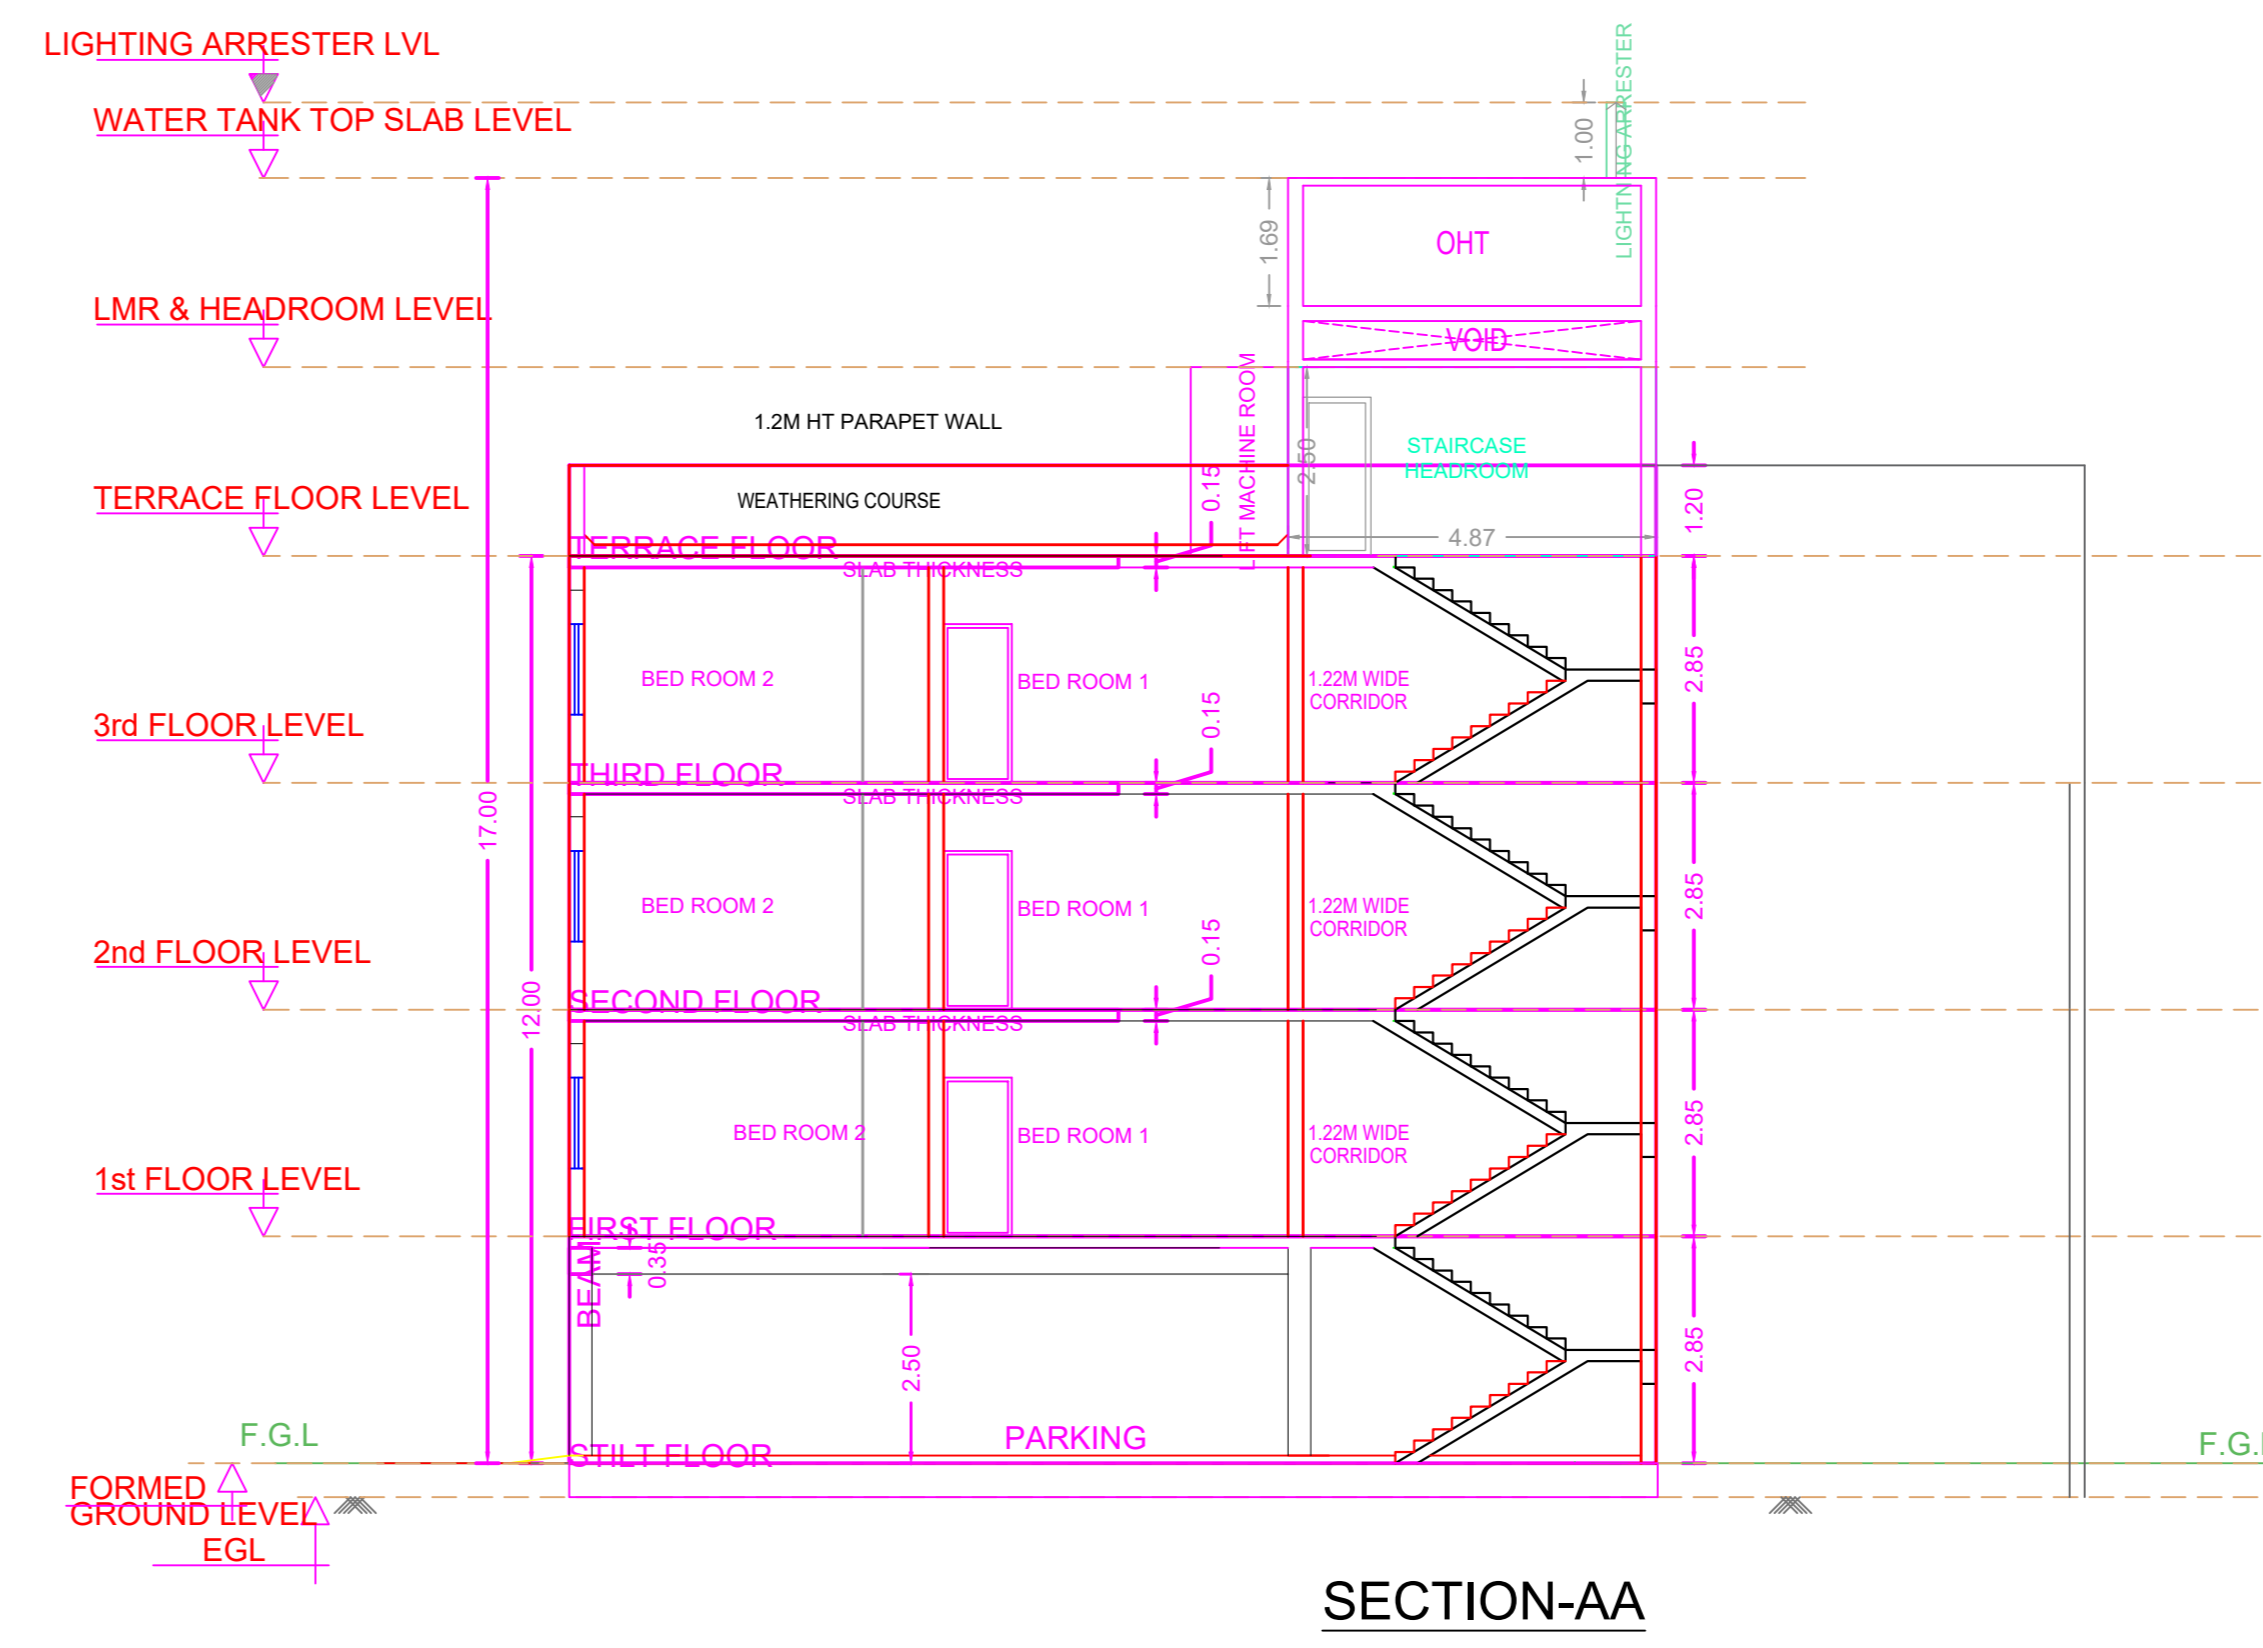 LIGHTING ARRESTER LVL
LIGHTNING ARRESTER
WATER TANK TOP SLAB LEVEL
1.00
1.69
OHT
LMR & HEADROOM LEVEL
VOID
LIFT MACHINE ROOM
1.2M HT PARAPET WALL
STAIRCASE
HEADROOM
2.50
0.15
TERRACE FLOOR LEVEL
WEATHERING COURSE
1.20
4.87
TERRACE FLOOR
SLAB THICKNESS
BED ROOM 2
BED ROOM 1
1.22M WIDE
CORRIDOR
2.85
0.15
3rd FLOOR LEVEL
THIRD FLOOR
SLAB THICKNESS
17.00
BED ROOM 2
BED ROOM 1
1.22M WIDE
CORRIDOR
2.85
0.15
2nd FLOOR LEVEL
12.00
SECOND FLOOR
SLAB THICKNESS
BED ROOM 2
BED ROOM 1
1.22M WIDE
CORRIDOR
2.85
1st FLOOR LEVEL
FIRST FLOOR
BEAM
0.35
2.50
2.85
F.G.L
PARKING
F.G.L
STILT FLOOR
FORMED
GROUND LEVEL
EGL
SECTION-AA